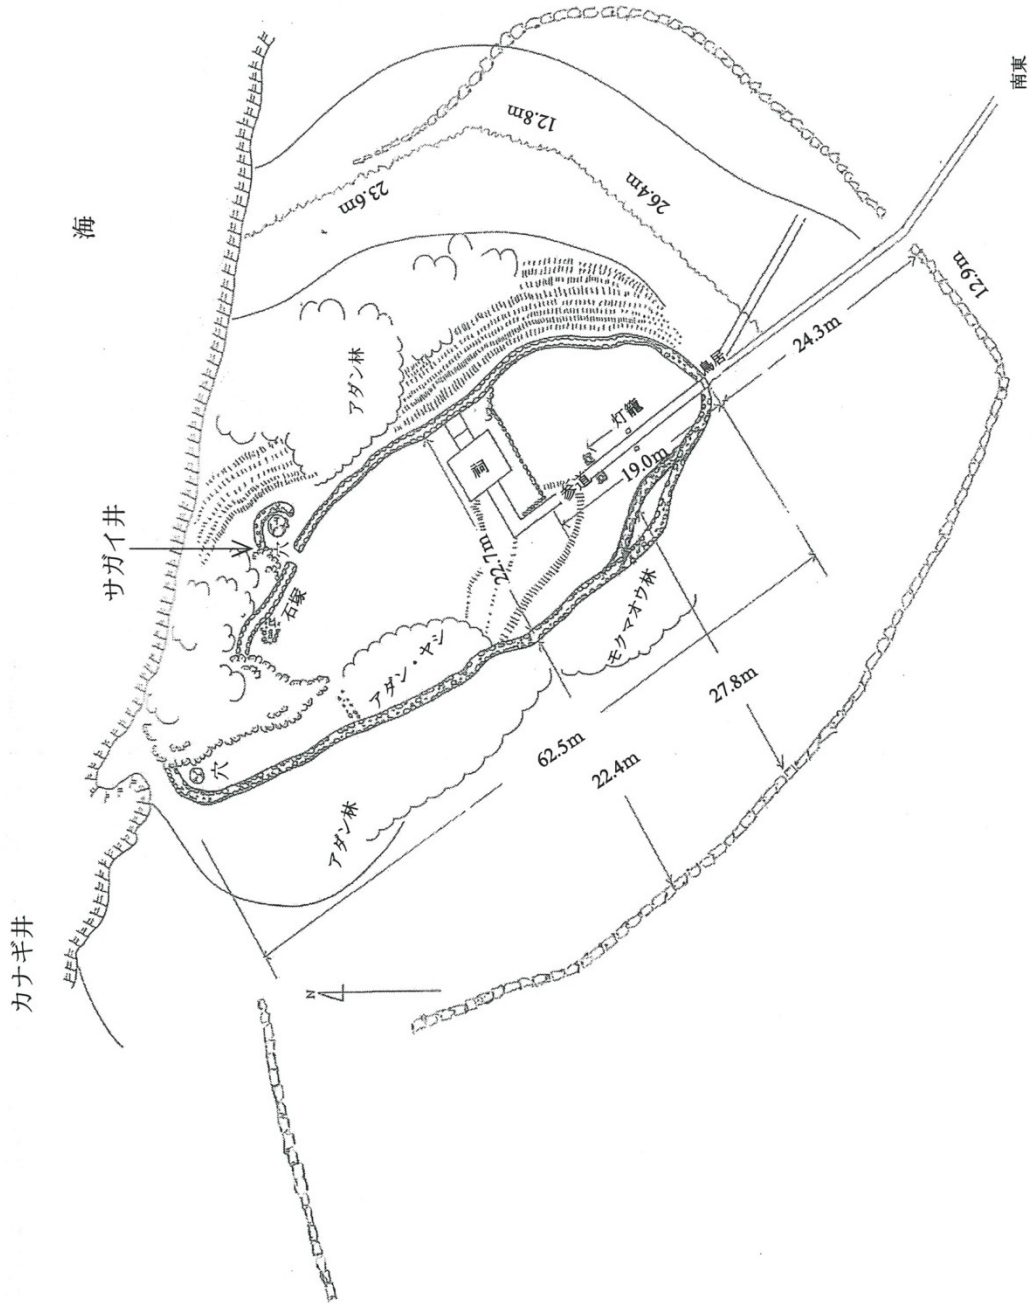 海
南東
カナギ井
サガイ井
12.8m
23.6m
26.4m
アダン林
鳥居
24.3m
12.9m
灯籠
祠
参道
19.0m
22.7m
穴
石塚
アダン・ヤシ
モクマオウ林
27.8m
62.5m
22.4m
穴
アダン林
N